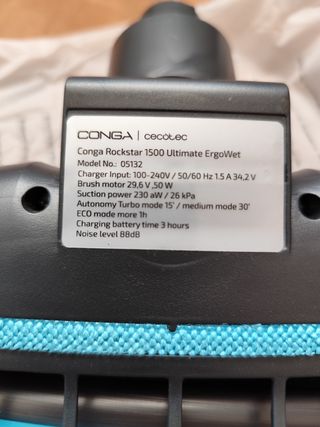 CONGA | cecotec
Conga Rockstar 1500 Ultimate ErgoWet
Model No.: 05132
Charger Input: 100-240V / 50/60 Hz 1.5 A 34,2 V
Brush motor 29,6 V ,50 W
Suction power 230 aW / 26 kPa
Autonomy Turbo mode 15' / medium mode 30'
ECO mode more 1h
Charging battery time 3 hours
Noise level 88dB